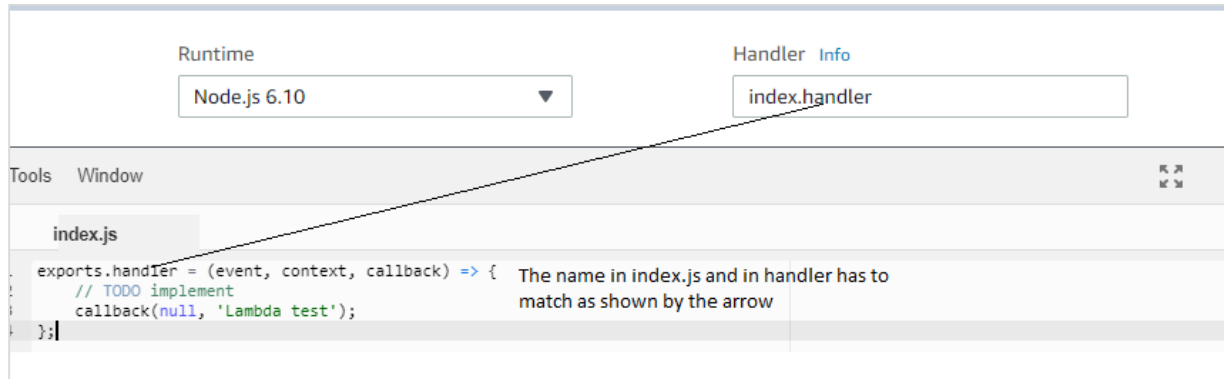 Runtime
Handler Info
Node.js 6.10
index.handler
Tools Window
index.js
exports.handler = (event, context, callback) => {
2 // TODO implement
callback(null, 'Lambda test');
};
The name in index.js and in handler has to
match as shown by the arrow